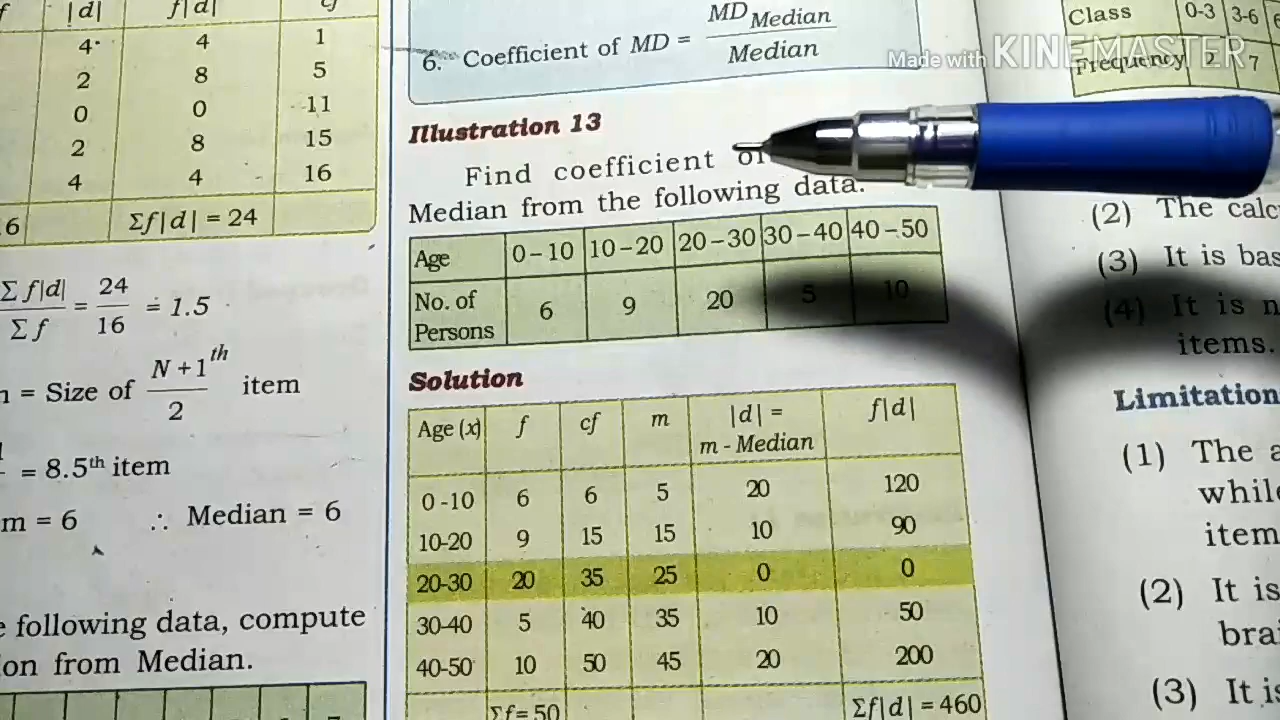 f |d| f|d| cf
4 4 1
2 8 5
0 0 11
2 8 15
4 4 16
6 Σf|d| = 24
Σ f|d| / Σ f = 24 / 16 = 1.5
= Size of N + 1 / 2 th item
= 8.5th item
m = 6 ∴ Median = 6
following data, compute
on from Median.
6. Coefficient of MD = MD Median / Median
Illustration 13
Find coefficient
Median from the following data.
Age 0 – 10 10 – 20 20 – 30 30 – 40 40 – 50
No. of Persons 6 9 20 5 10
Solution
Age (x) f cf m |d| = m - Median f|d|
0 -10 6 6 5 20 120
10-20 9 15 15 10 90
20-30 20 35 25 0 0
30-40 5 40 35 10 50
40-50 10 50 45 20 200
Σf= 50 Σf|d| = 460
Made with KINEMASTER
Class 0-3 3-6
Frequency 2 7
(2) The
(3) It is
(4) It is
items.
Limitation
(1) The
item
(2) It is
(3) It